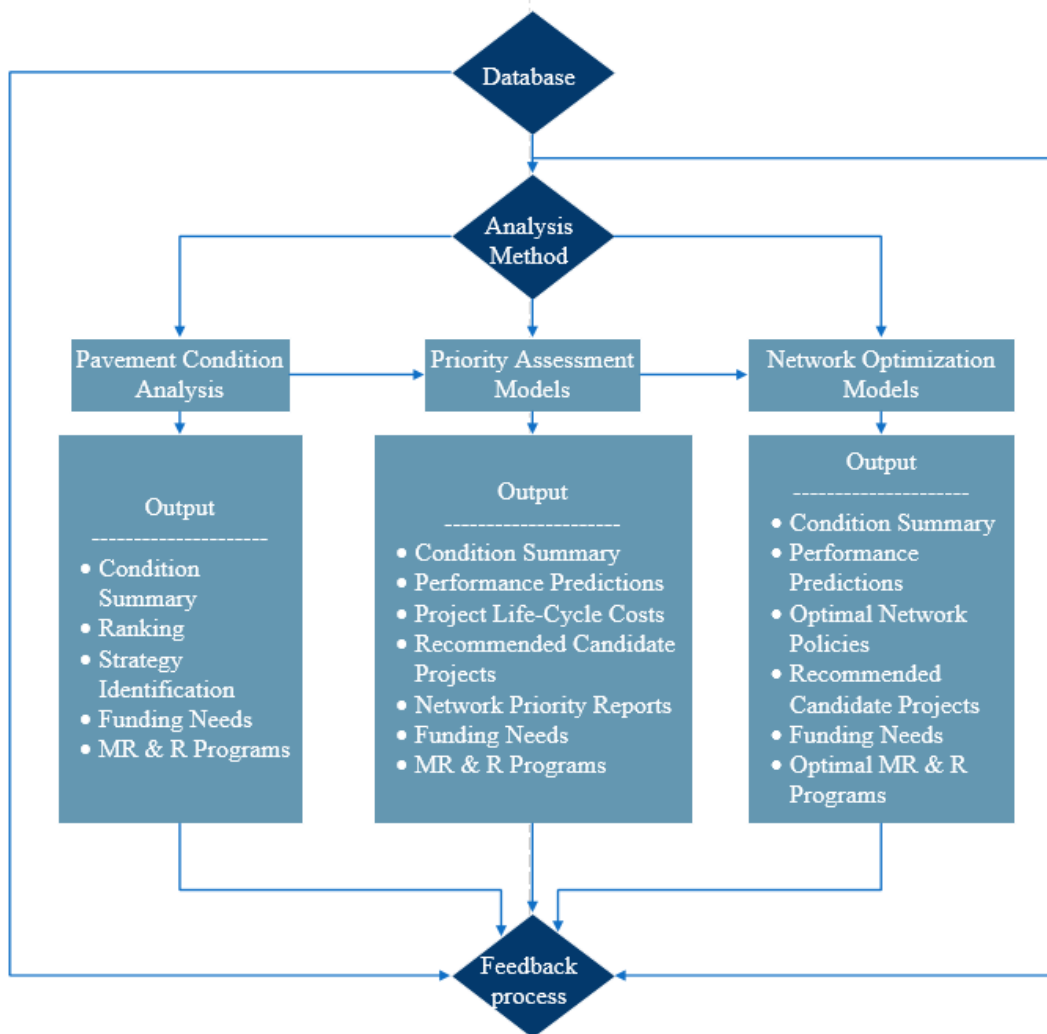 Database
Analysis
Method
Pavement Condition
Analysis
Priority Assessment
Models
Network Optimization
Models
Output
---------------------
• Condition
Summary
• Ranking
• Strategy
Identification
• Funding Needs
• MR & R Programs
Output
---------------------
• Condition Summary
• Performance Predictions
• Project Life-Cycle Costs
• Recommended Candidate
Projects
• Network Priority Reports
• Funding Needs
• MR & R Programs
Output
---------------------
• Condition Summary
• Performance
Predictions
• Optimal Network
Policies
• Recommended
Candidate Projects
• Funding Needs
• Optimal MR & R
Programs
Feedback
process